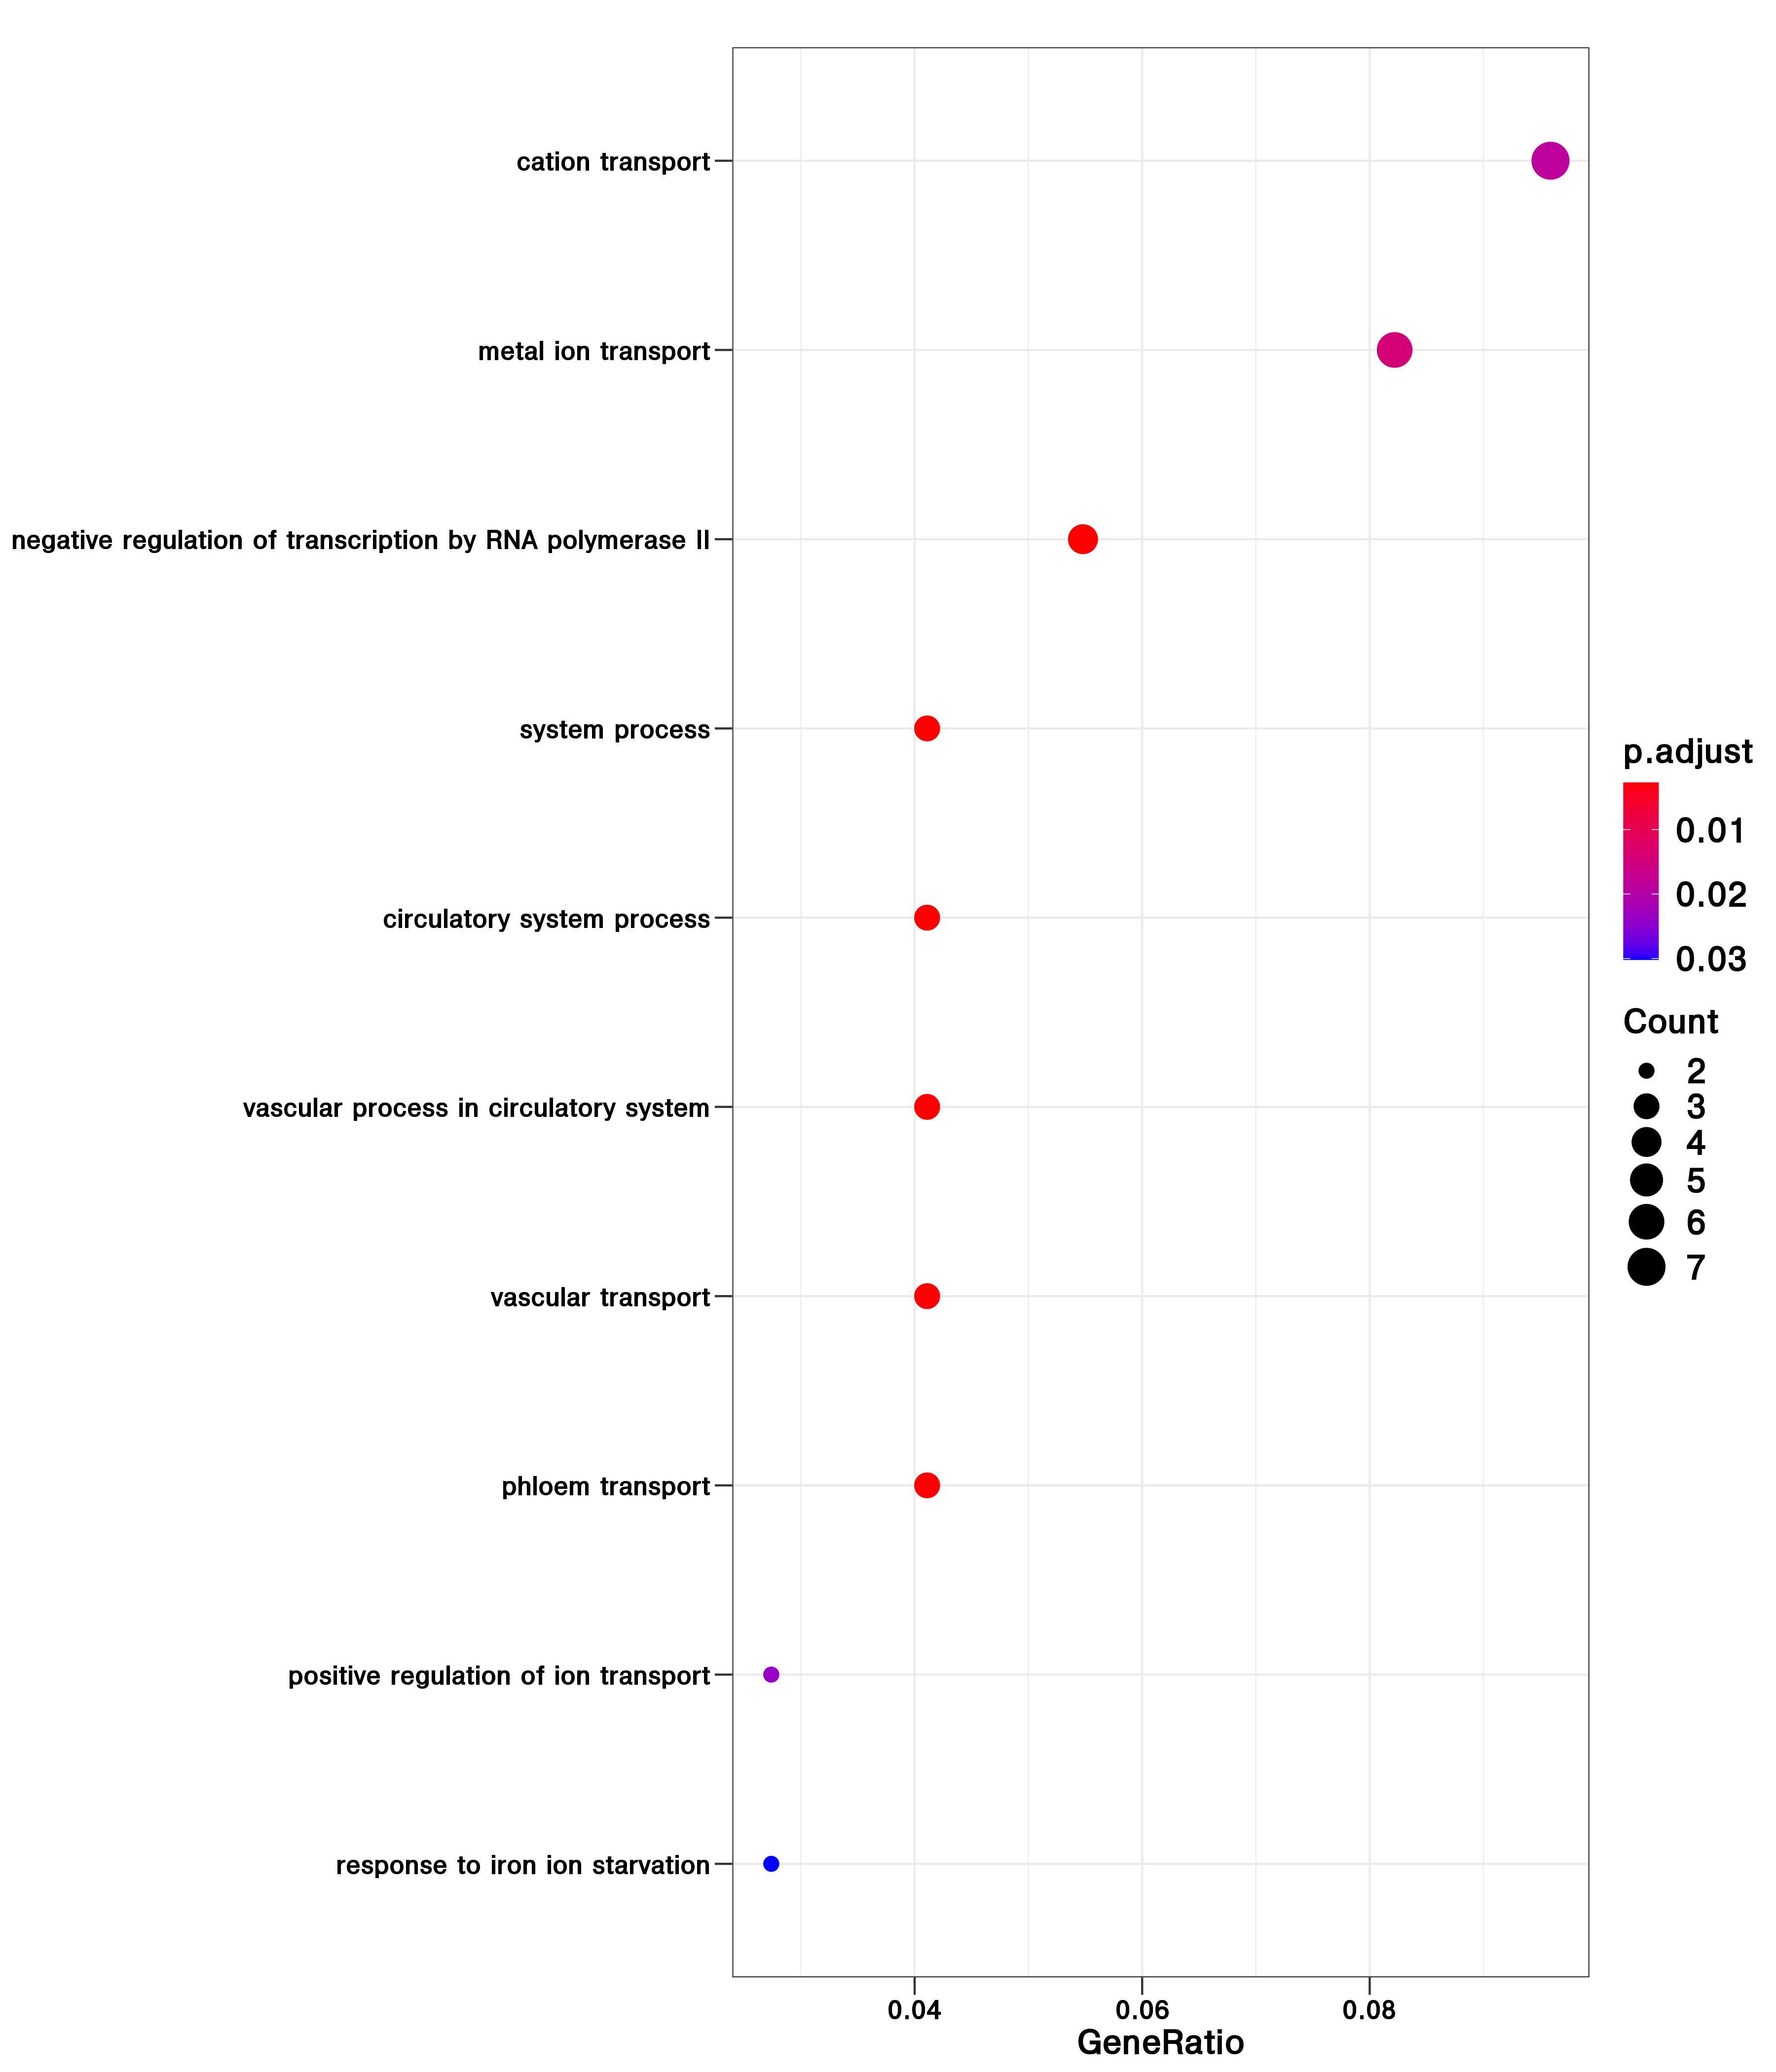 cation transport
metal ion transport
negative regulation of transcription by RNA polymerase II
system process
circulatory system process
vascular process in circulatory system
vascular transport
phloem transport
positive regulation of ion transport
response to iron ion starvation
0.04 0.06 0.08
GeneRatio
p.adjust
0.01
0.02
0.03
Count
2
3
4
5
6
7